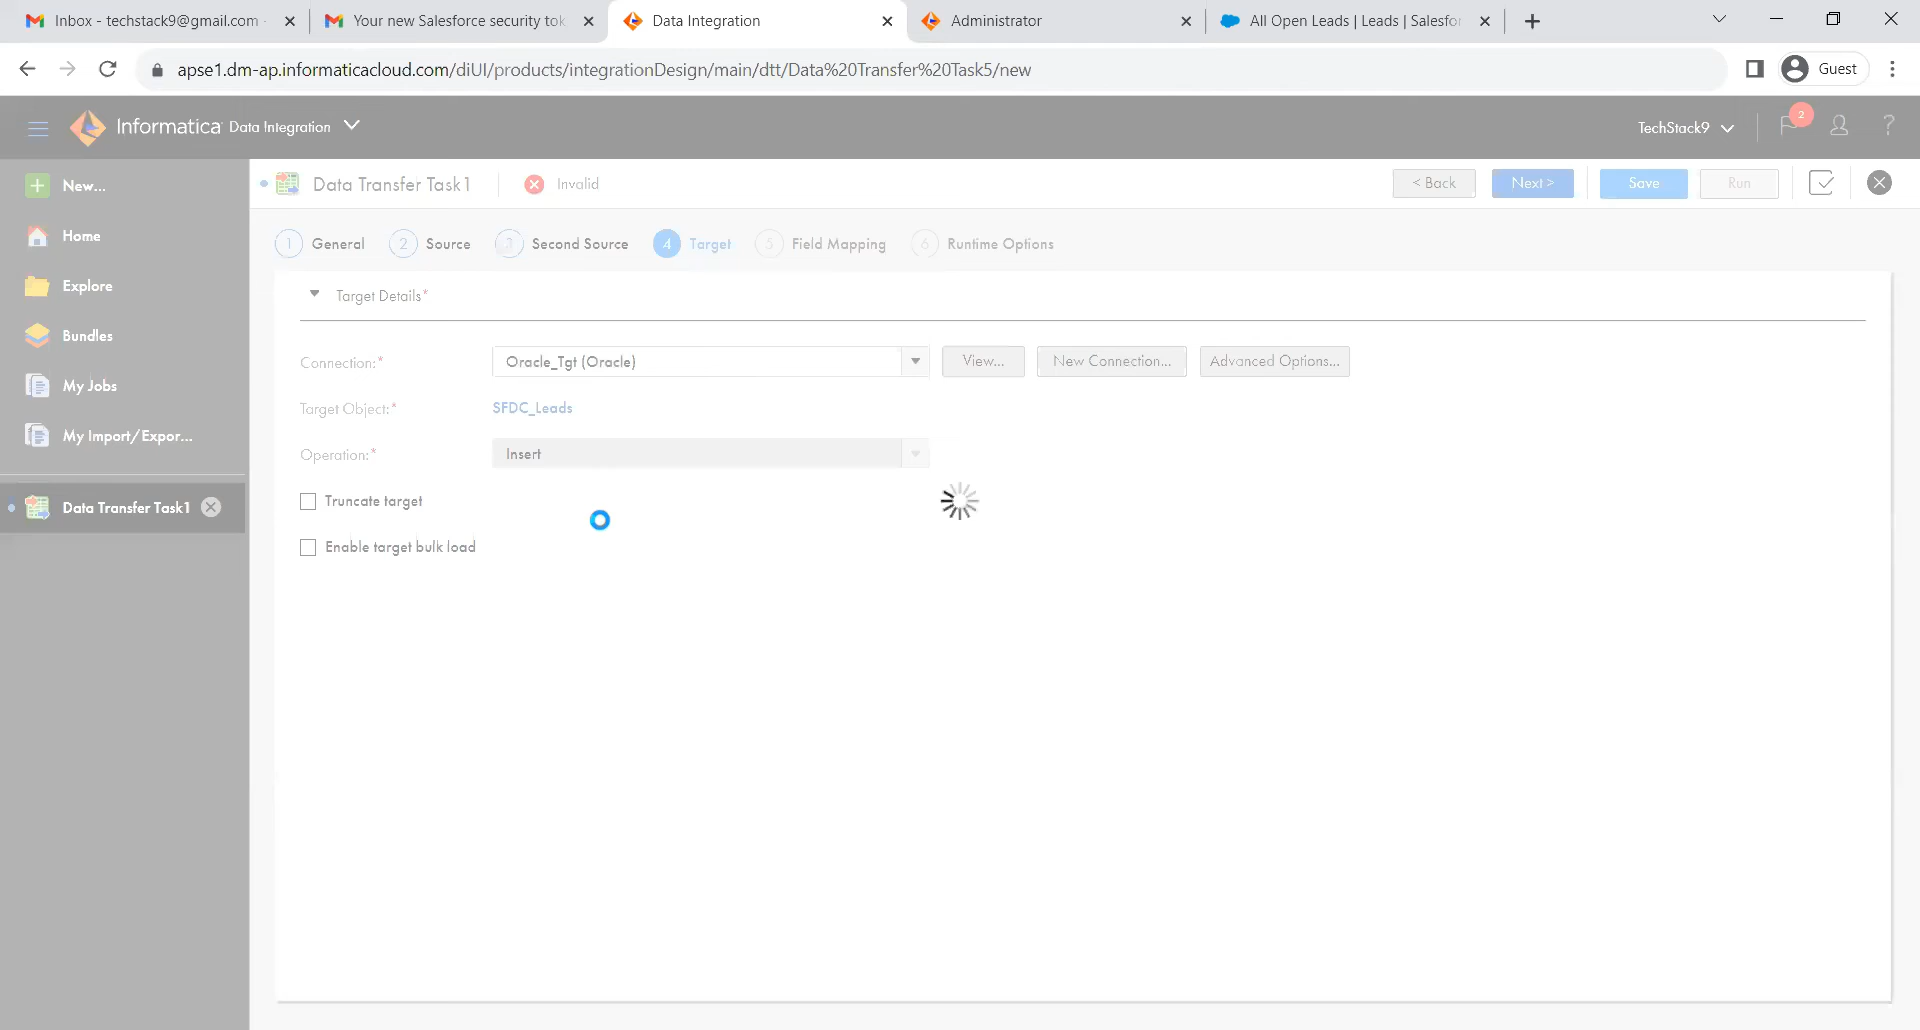 Inbox - techstack9@gmail.com -
Your new Salesforce security tok
Data Integration
Administrator
All Open Leads | Leads | Salesfor
apse1.dm-ap.informaticacloud.com/diUI/products/integrationDesign/main/dtt/Data%20Transfer%20Task5/new
Guest
Informatica Data Integration
TechStack9
2
?
New...
Home
Explore
Bundles
My Jobs
My Import/Expor...
Data Transfer Task1
Data Transfer Task1
Invalid
< Back
Next >
Save
Run
1 General
2 Source
3 Second Source
4 Target
5 Field Mapping
6 Runtime Options
Target Details*
Connection:*
Oracle_Tgt (Oracle)
View...
New Connection...
Advanced Options...
Target Object:*
SFDC_Leads
Operation:*
Insert
Truncate target
Enable target bulk load